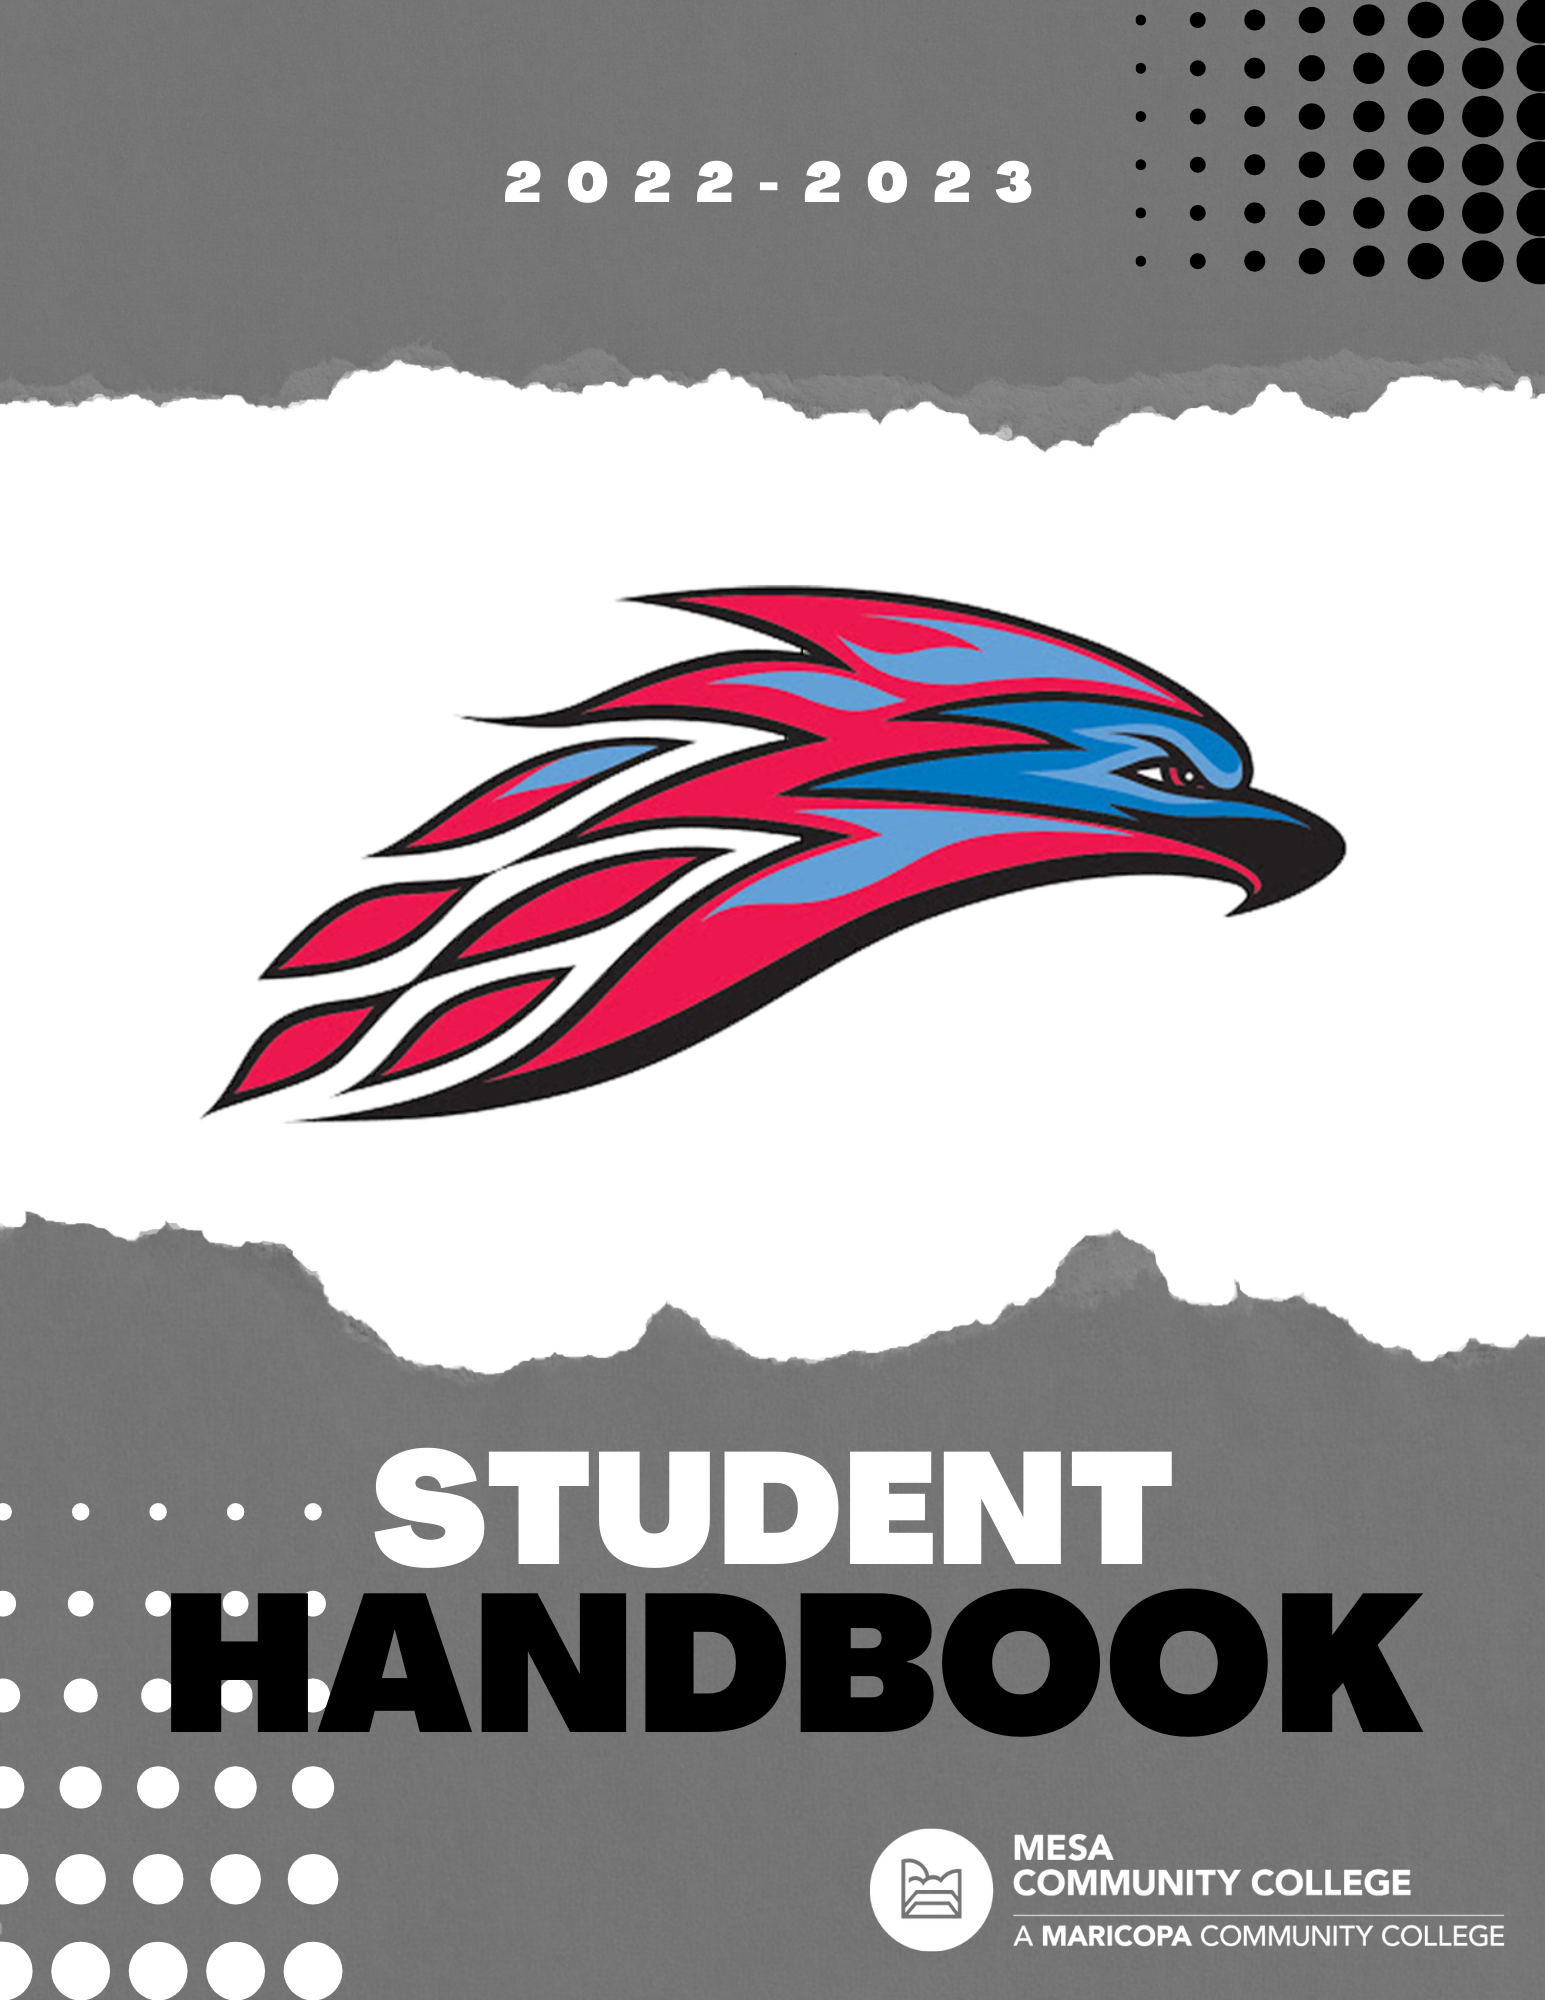 2022-2023
STUDENT
HANDBOOK
MESA
COMMUNITY COLLEGE
A MARICOPA COMMUNITY COLLEGE